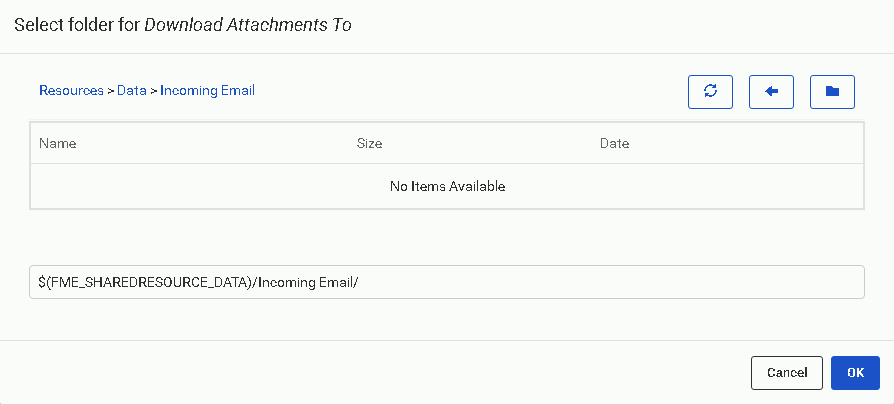 Select folder for Download Attachments To
Resources > Data > Incoming Email
Name Size Date
No Items Available
$(FME_SHAREDRESOURCE_DATA)/Incoming Email/
Cancel OK